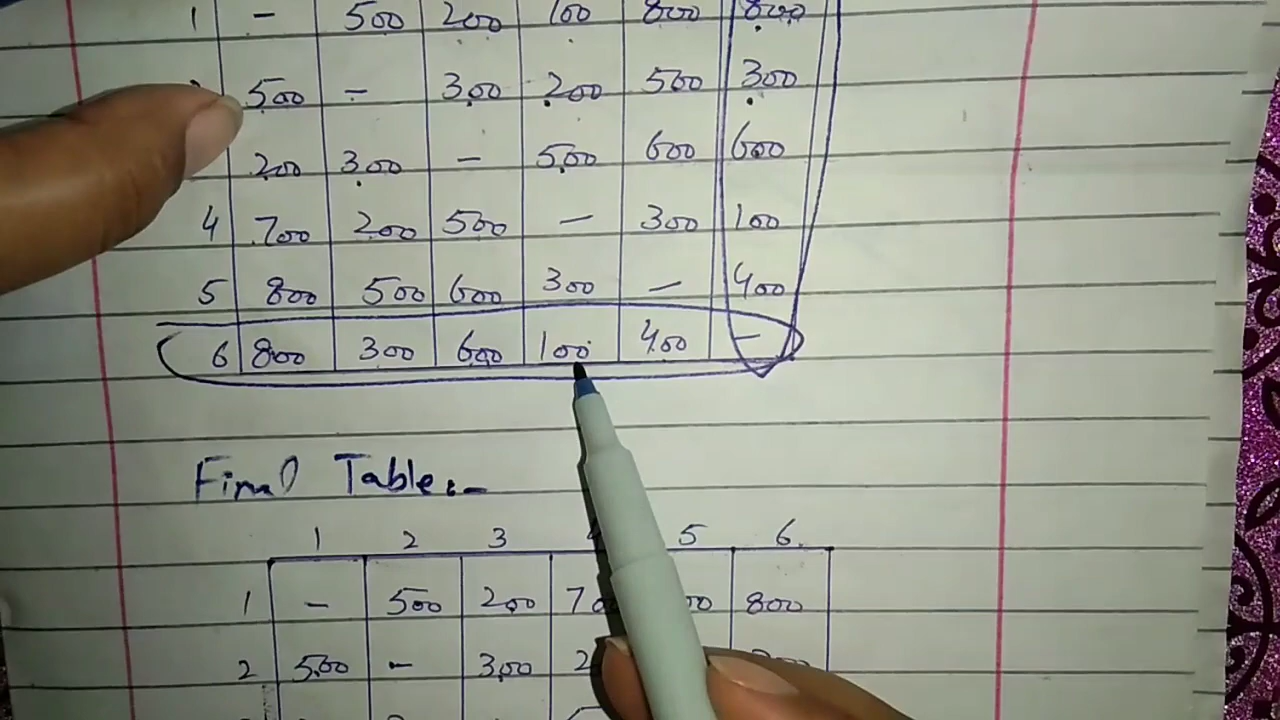 1 - 500 200 100 800 800
500 - 300 200 500 300
200 300 - 500 600 600
4 700 200 500 - 300 100
5 800 500 600 300 - 400
6 800 300 600 100 400 -
Final Table:-
1 2 3 5 6
1 - 500 200 800
2 500 - 300